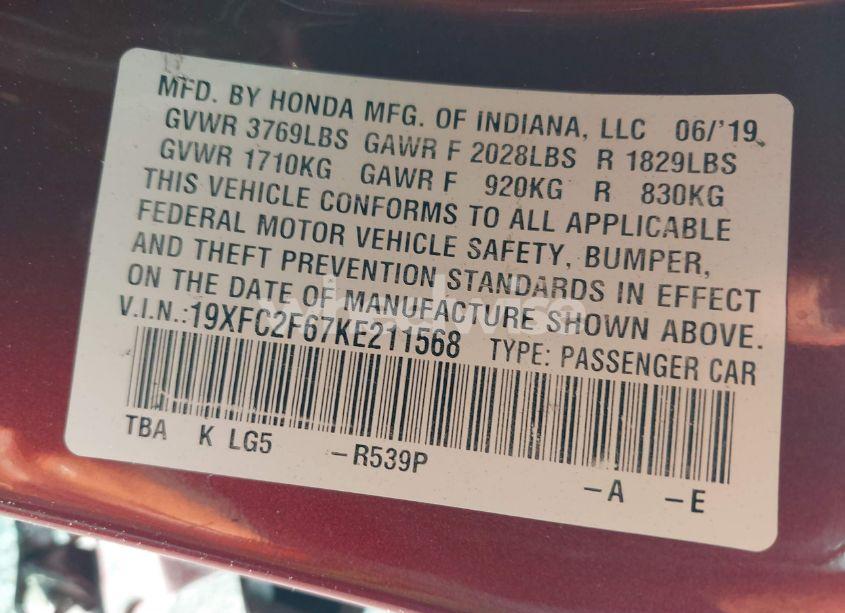 MFD. BY HONDA MFG. OF INDIANA, LLC 06/'19
GVWR 3769LBS GAWR F 2028LBS R 1829LBS
GVWR 1710KG GAWR F 920KG R 830KG
THIS VEHICLE CONFORMS TO ALL APPLICABLE
FEDERAL MOTOR VEHICLE SAFETY, BUMPER,
AND THEFT PREVENTION STANDARDS IN EFFECT
ON THE DATE OF MANUFACTURE SHOWN ABOVE.
V.I.N.:19XFC2F67KE211568 TYPE: PASSENGER CAR
TBA K LG5 -R539P -A -E